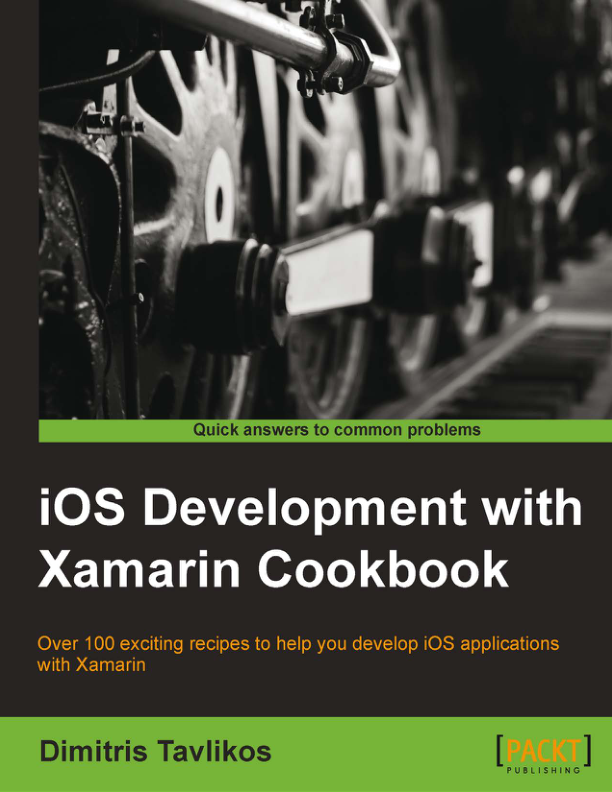 Quick answers to common problems
iOS Development with
Xamarin Cookbook
Over 100 exciting recipes to help you develop iOS applications
with Xamarin
Dimitris Tavlikos
[PACKT]
PUBLISHING